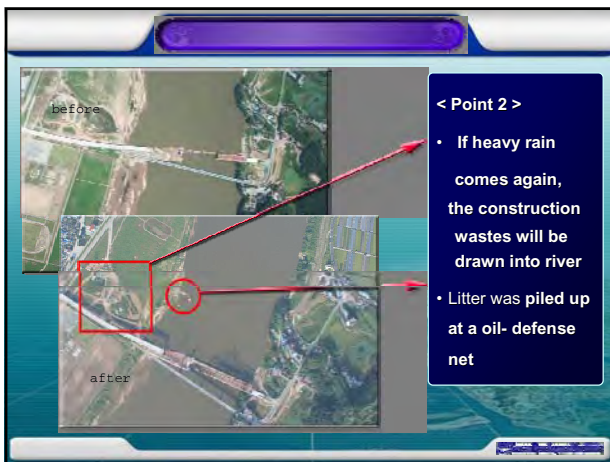 before
after
< Point 2 >
• If heavy rain
comes again,
the construction
wastes will be
drawn into river
• Litter was piled up
at a oil- defense
net